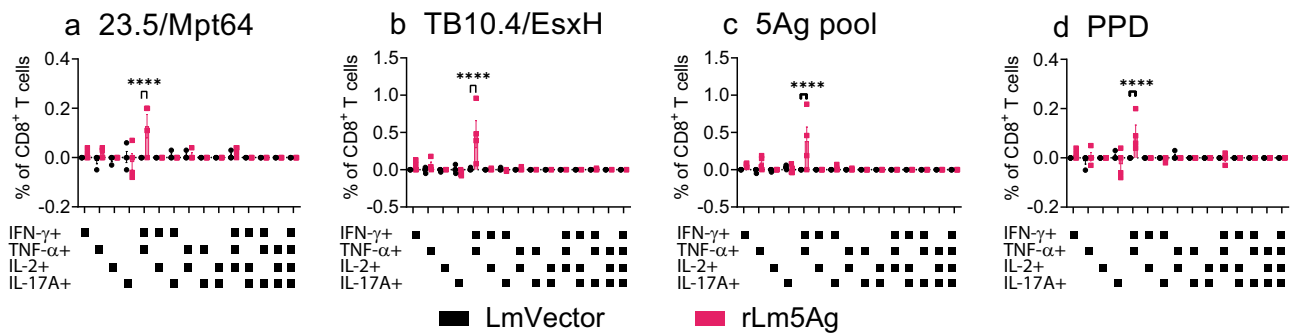 a 23.5/Mpt64
b TB10.4/EsxH
c 5Ag pool
d PPD
% of CD8⁺ T cells
0.4
0.2
0.0
-0.2
****
% of CD8⁺ T cells
1.5
1.0
0.5
0.0
-0.5
****
% of CD8⁺ T cells
1.5
1.0
0.5
0.0
-0.5
****
% of CD8⁺ T cells
0.4
0.2
0.0
-0.2
****
IFN-γ+
TNF-α+
IL-2+
IL-17A+
IFN-γ+
TNF-α+
IL-2+
IL-17A+
IFN-γ+
TNF-α+
IL-2+
IL-17A+
IFN-γ+
TNF-α+
IL-2+
IL-17A+
LmVector
rLm5Ag